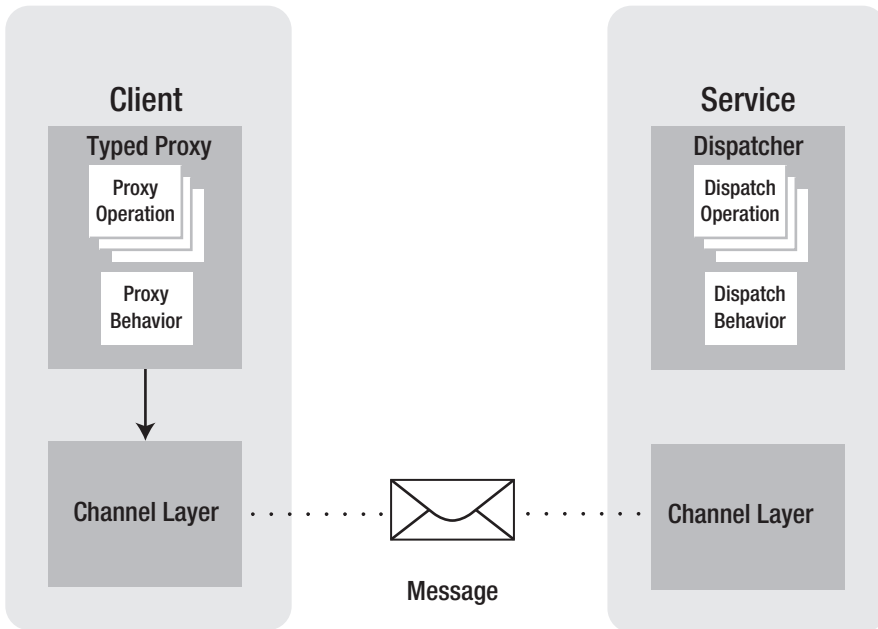 Client
Typed Proxy
Proxy
Operation
Proxy
Behavior
Channel Layer
Message
Service
Dispatcher
Dispatch
Operation
Dispatch
Behavior
Channel Layer